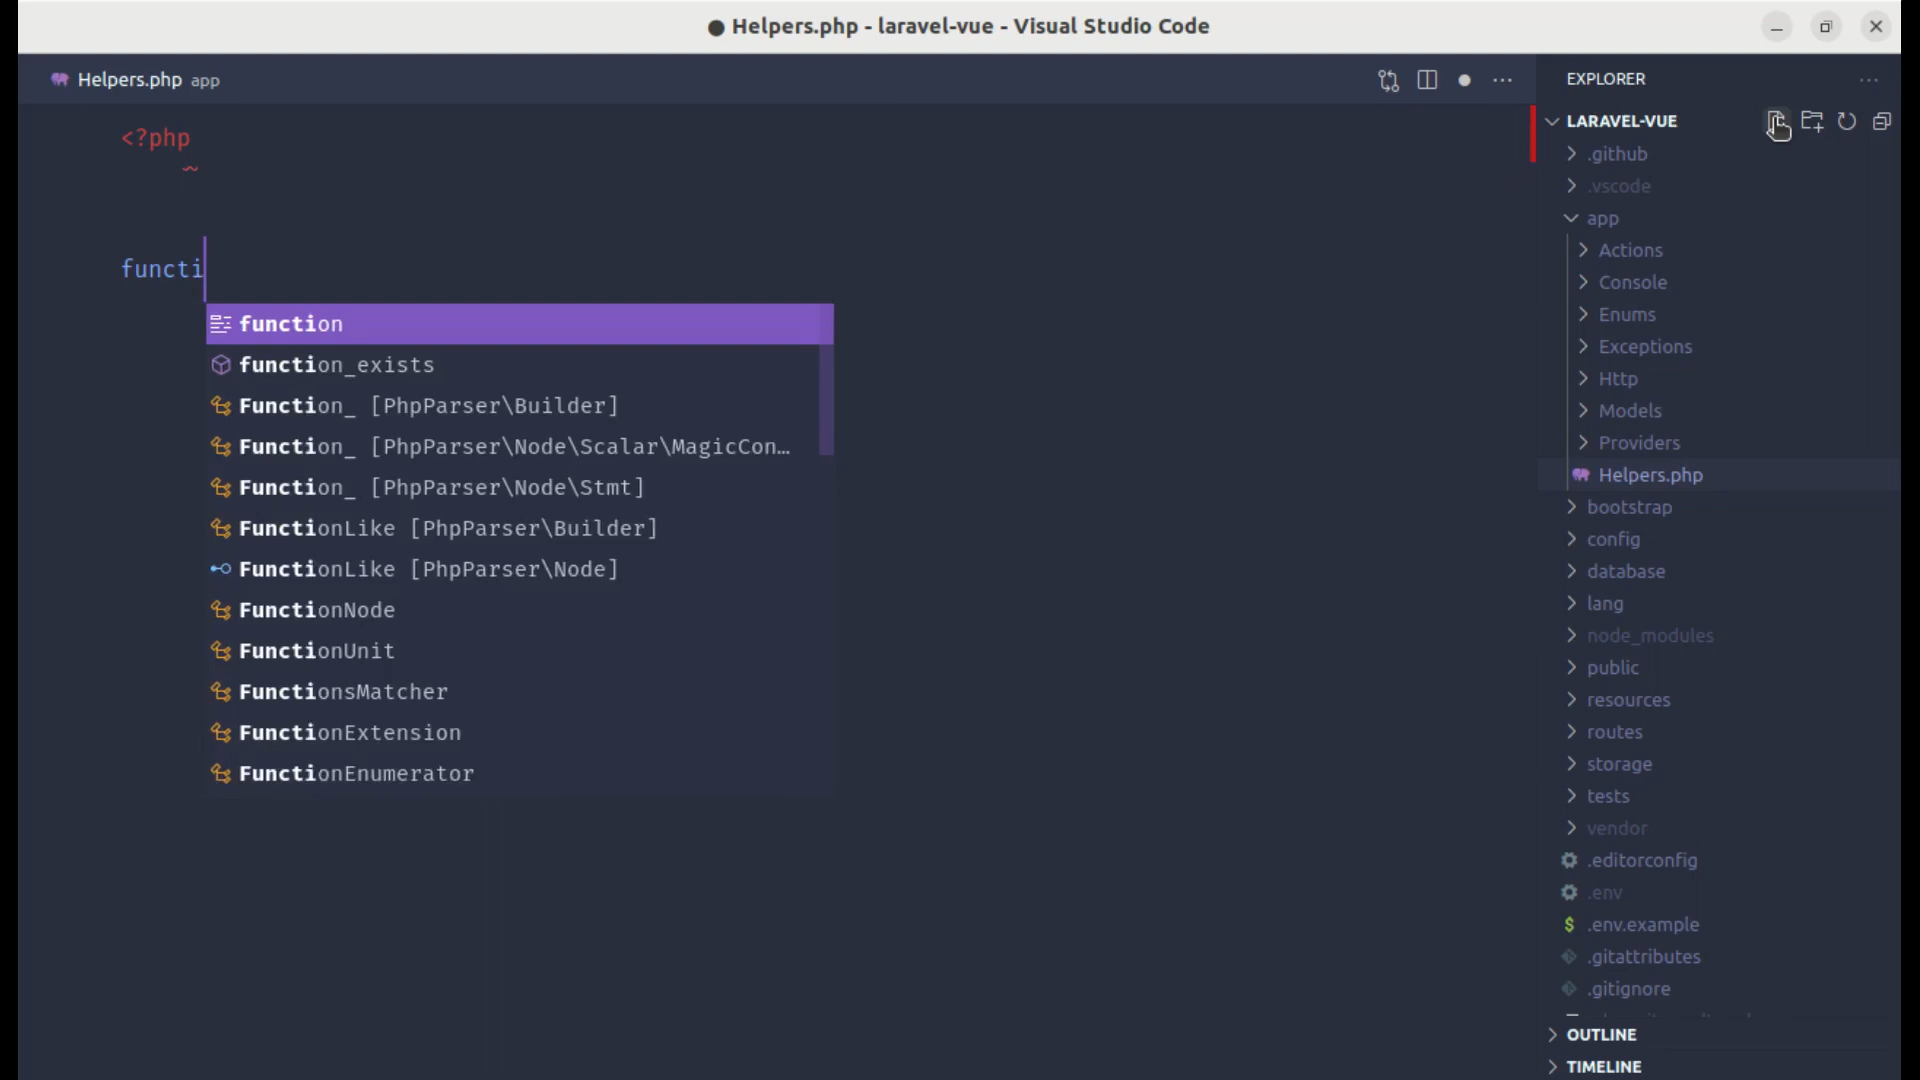 ● Helpers.php - laravel-vue - Visual Studio Code
Helpers.php app
<?php
functi
function
function_exists
Function_ [PhpParser\Builder]
Function_ [PhpParser\Node\Scalar\MagicCon…
Function_ [PhpParser\Node\Stmt]
FunctionLike [PhpParser\Builder]
FunctionLike [PhpParser\Node]
FunctionNode
FunctionUnit
FunctionsMatcher
FunctionExtension
FunctionEnumerator
EXPLORER
LARAVEL-VUE
.github
.vscode
app
Actions
Console
Enums
Exceptions
Http
Models
Providers
Helpers.php
bootstrap
config
database
lang
node_modules
public
resources
routes
storage
tests
vendor
.editorconfig
.env
$ .env.example
.gitattributes
.gitignore
OUTLINE
TIMELINE